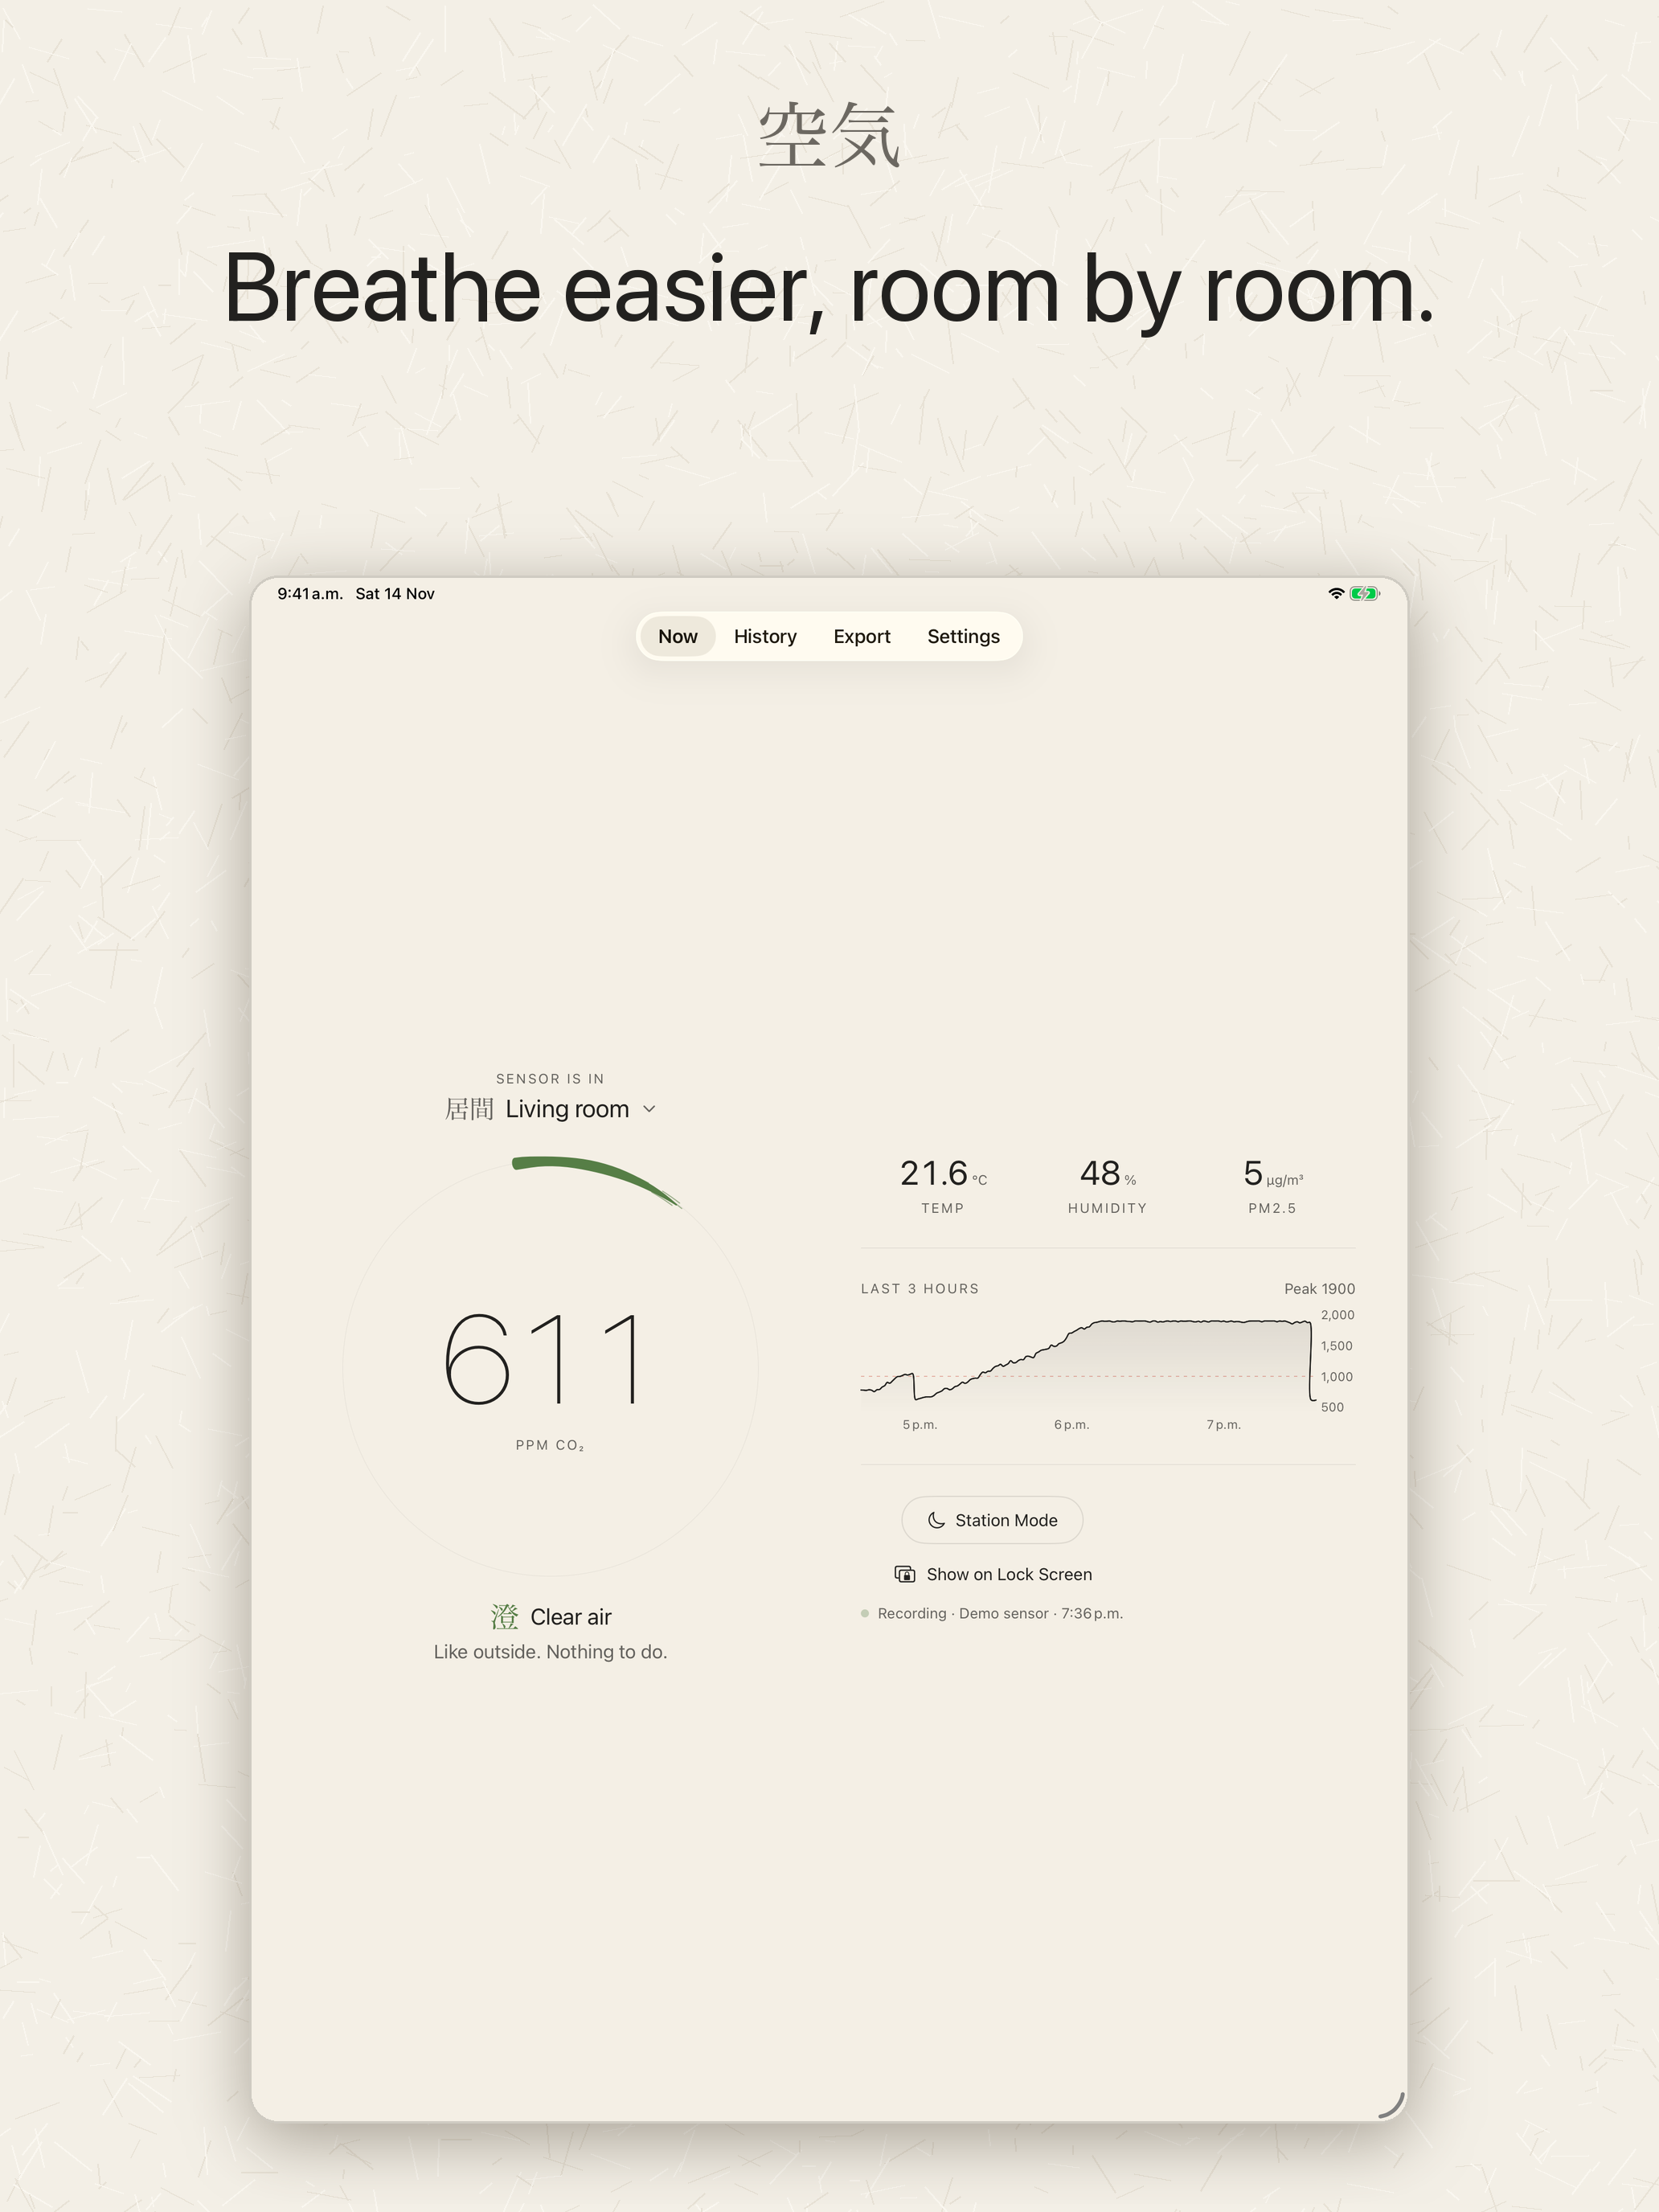 空気
Breathe easier, room by room.
9:41 a.m. Sat 14 Nov
Now History Export Settings
SENSOR IS IN
居間 Living room
611
PPM CO₂
澄 Clear air
Like outside. Nothing to do.
21.6 °C 48 % 5 µg/m³
TEMP HUMIDITY PM2.5
LAST 3 HOURS Peak 1900
2,000
1,500
1,000
500
5 p.m. 6 p.m. 7 p.m.
Station Mode
Show on Lock Screen
Recording · Demo sensor · 7:36 p.m.